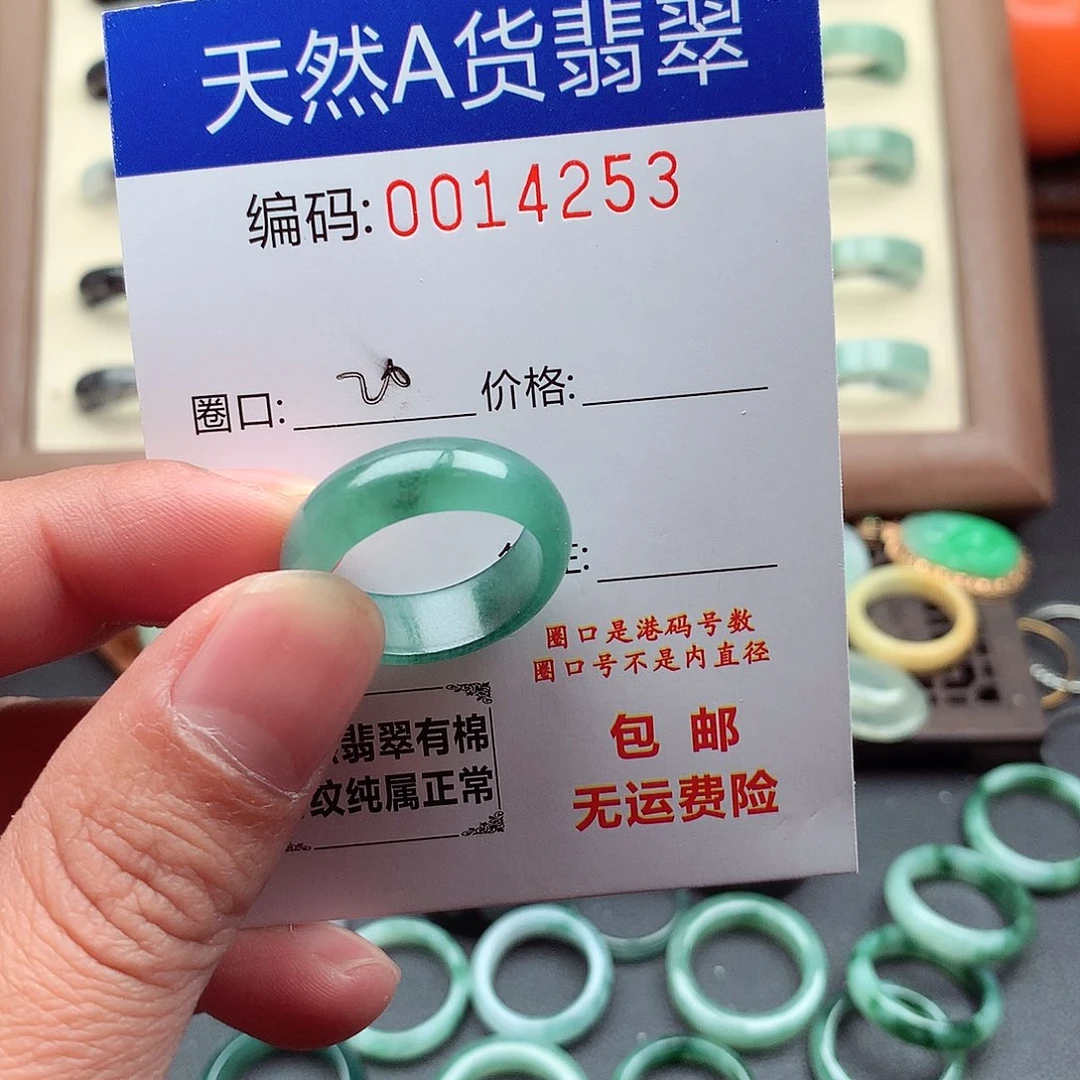 天然A货翡翠
编码:0014253
圈口: 价格:
圈口是港码号数
圈口号不是内直径
翡翠有棉
纹纯属正常
包邮
无运费险